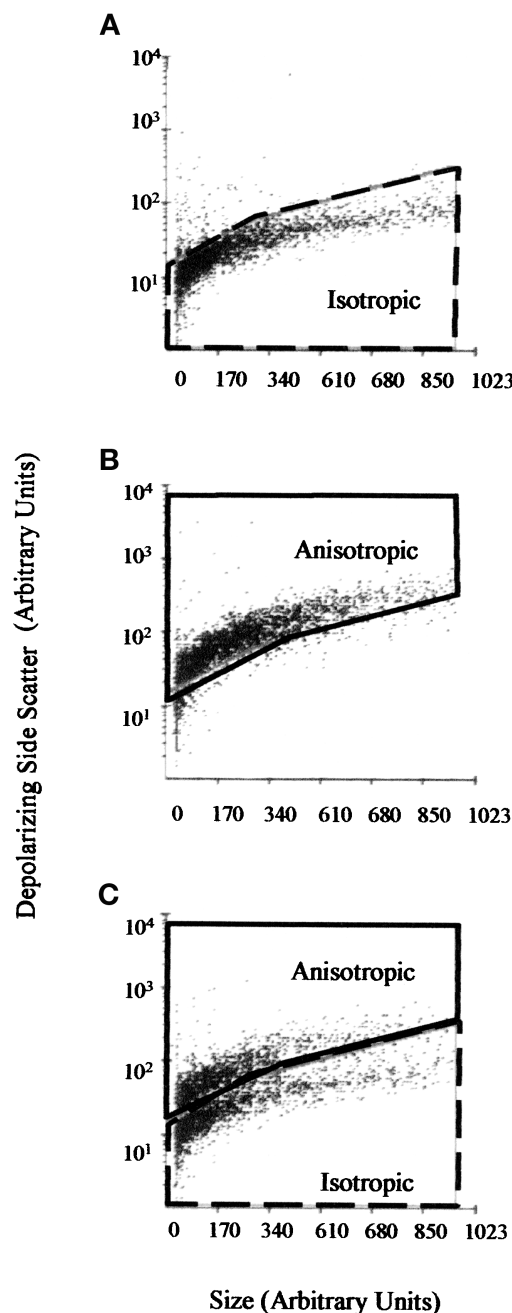 A
10⁴
10³
10²
10¹
Isotropic
0 170 340 610 680 850 1023
B
10⁴
Anisotropic
10³
10²
10¹
0 170 340 610 680 850 1023
C
10⁴
Anisotropic
10³
10²
10¹
Isotropic
0 170 340 610 680 850 1023
Depolarizing Side Scatter (Arbitrary Units)
Size (Arbitrary Units)